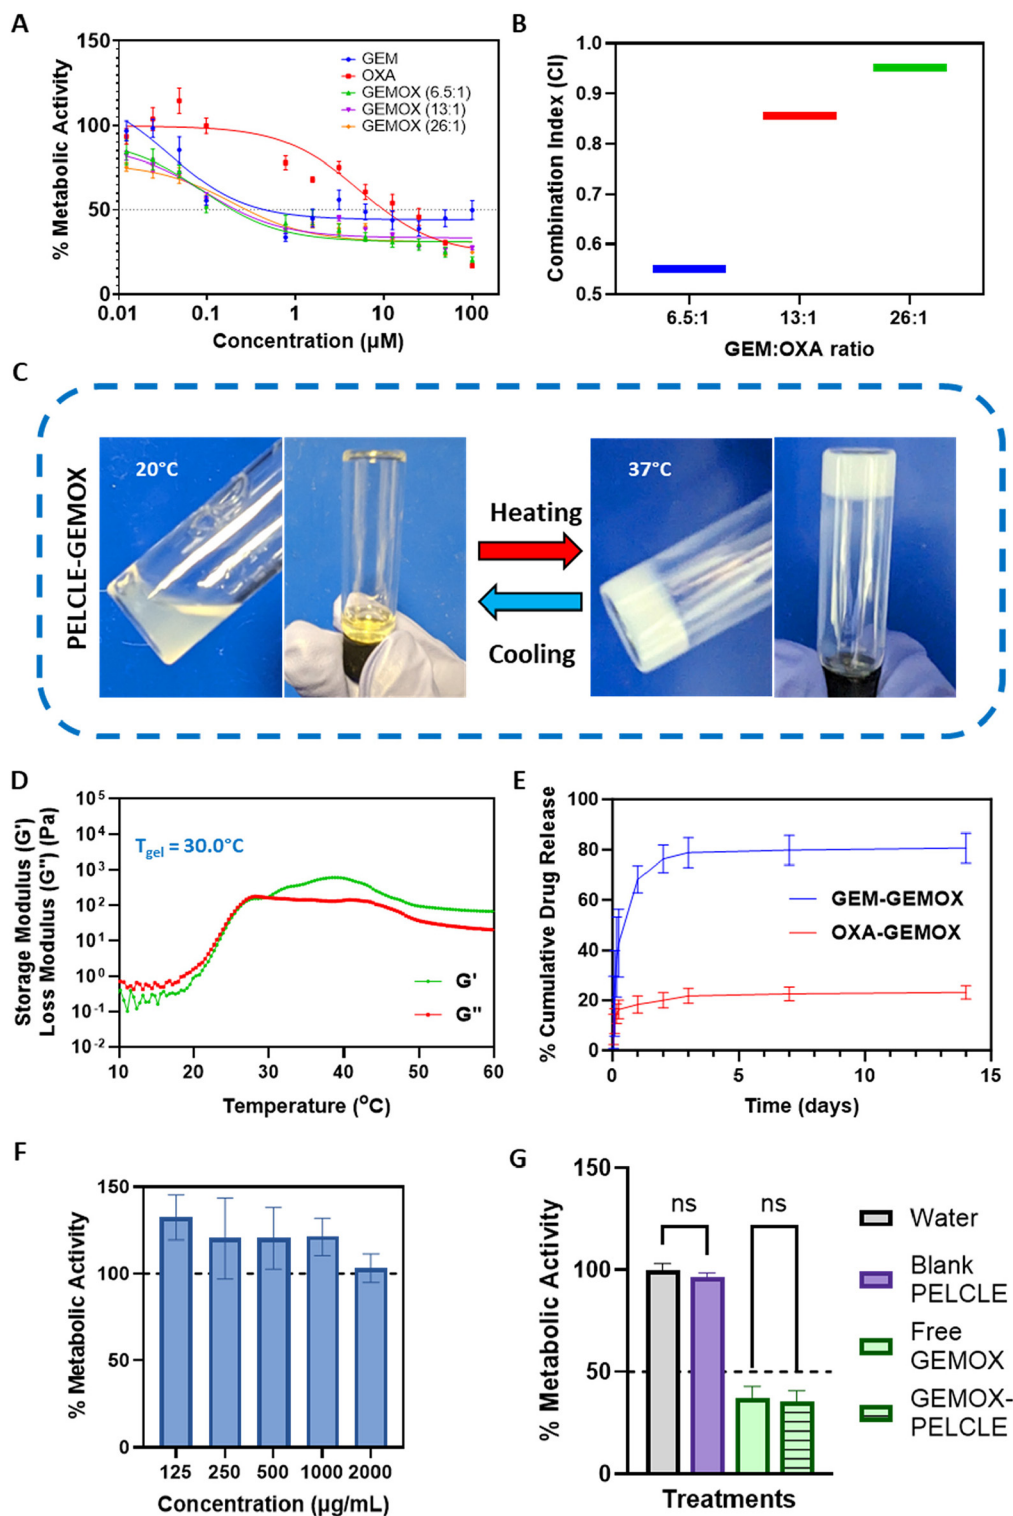 A
% Metabolic Activity
150
100
50
0
0.01
0.1
1
10
100
Concentration (µM)
GEM
OXA
GEMOX (6.5:1)
GEMOX (13:1)
GEMOX (26:1)
B
Combination Index (CI)
1.0
0.9
0.8
0.7
0.6
0.5
6.5:1
13:1
26:1
GEM:OXA ratio
C
PELCLE-GEMOX
20°C
Heating
Cooling
37°C
D
Storage Modulus (G')
Loss Modulus (G'') (Pa)
10⁵
10⁴
10³
10²
10¹
10⁰
10⁻¹
10⁻²
Tgel = 30.0°C
G'
G''
10
20
30
40
50
60
Temperature (°C)
E
% Cumulative Drug Release
100
80
60
40
20
0
GEM-GEMOX
OXA-GEMOX
0
5
10
15
Time (days)
F
% Metabolic Activity
150
100
50
0
125
250
500
1000
2000
Concentration (µg/mL)
G
% Metabolic Activity
150
100
50
0
ns
ns
Treatments
Water
Blank
PELCLE
Free
GEMOX
GEMOX-
PELCLE